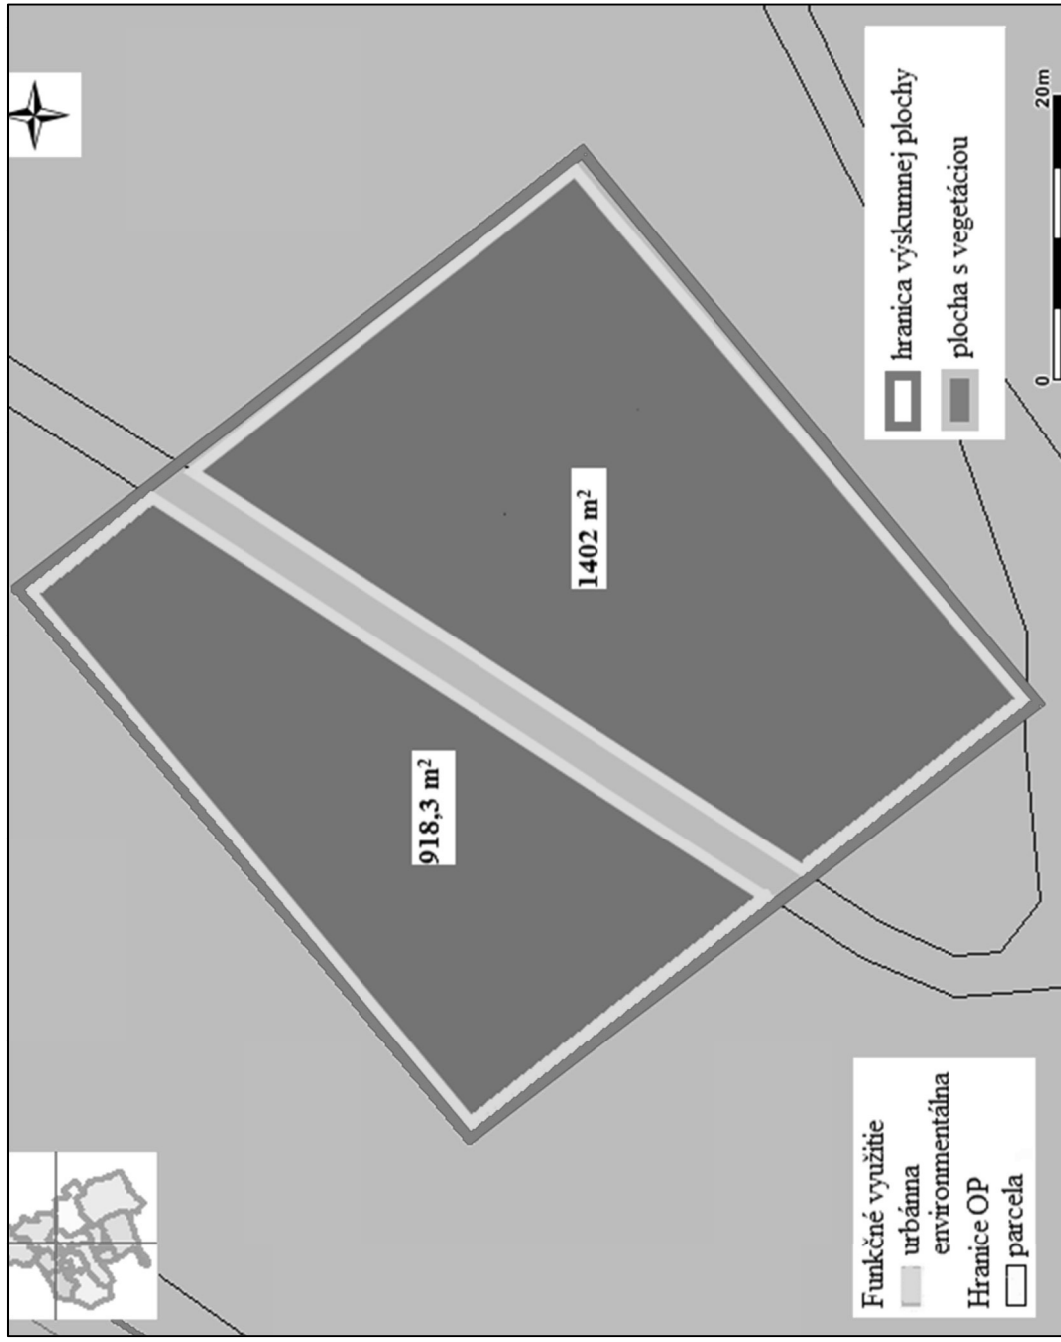 918,3 m²
1402 m²
Funkčné využitie
urbánna
environmentálna
Hranice OP
parcela
hranica výskumnej plochy
plocha s vegetáciou
0 20m